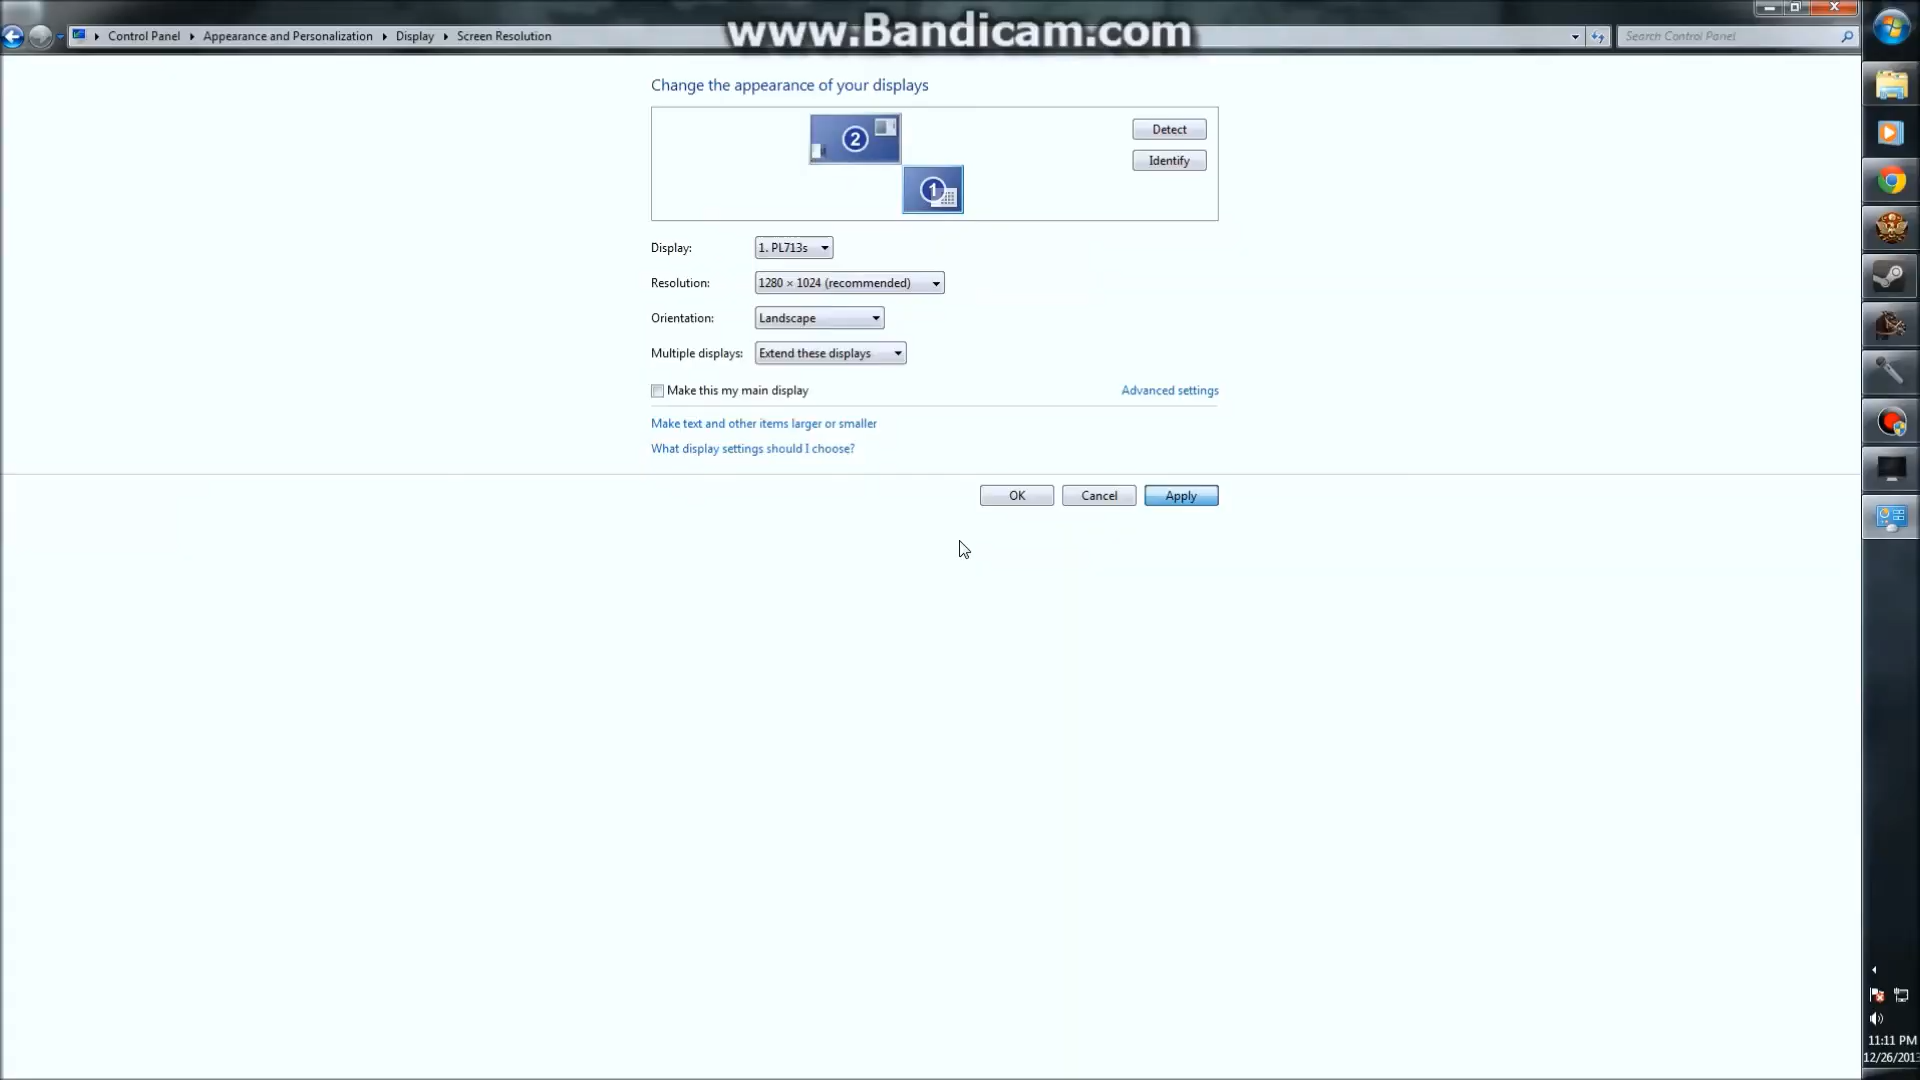 www.Bandicam.com
Control Panel
Appearance and Personalization
Display
Screen Resolution
Search Control Panel
Change the appearance of your displays
2
1
Detect
Identify
Display:
1. PL713s
Resolution:
1280 × 1024 (recommended)
Orientation:
Landscape
Multiple displays:
Extend these displays
Make this my main display
Advanced settings
Make text and other items larger or smaller
What display settings should I choose?
OK
Cancel
Apply
11:11 PM
12/26/201